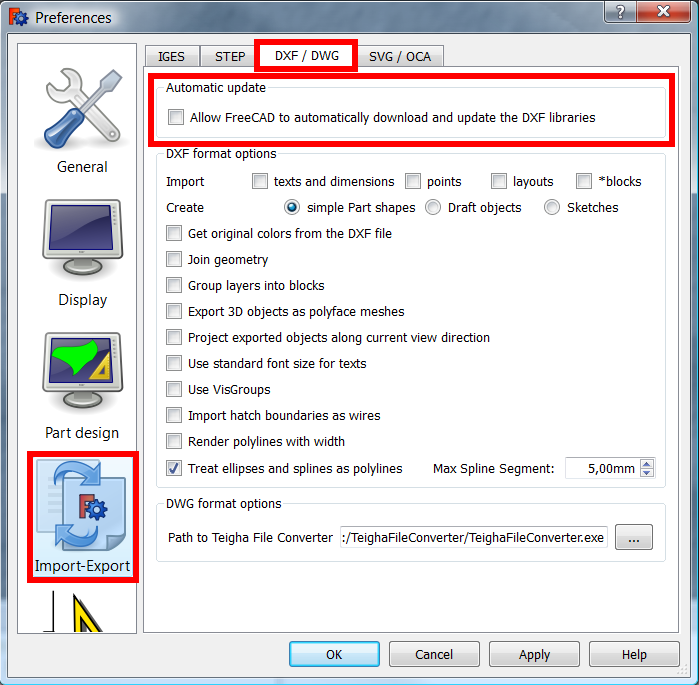 Preferences
?
IGES STEP DXF / DWG SVG / OCA
Automatic update
Allow FreeCAD to automatically download and update the DXF libraries
General
DXF format options
Import texts and dimensions points layouts *blocks
Create simple Part shapes Draft objects Sketches
Get original colors from the DXF file
Join geometry
Group layers into blocks
Display
Export 3D objects as polyface meshes
Project exported objects along current view direction
Use standard font size for texts
Use VisGroups
Import hatch boundaries as wires
Part design
Render polylines with width
Treat ellipses and splines as polylines Max Spline Segment: 5,00mm
DWG format options
Path to Teigha File Converter :/TeighaFileConverter/TeighaFileConverter.exe ...
Import-Export
OK Cancel Apply Help